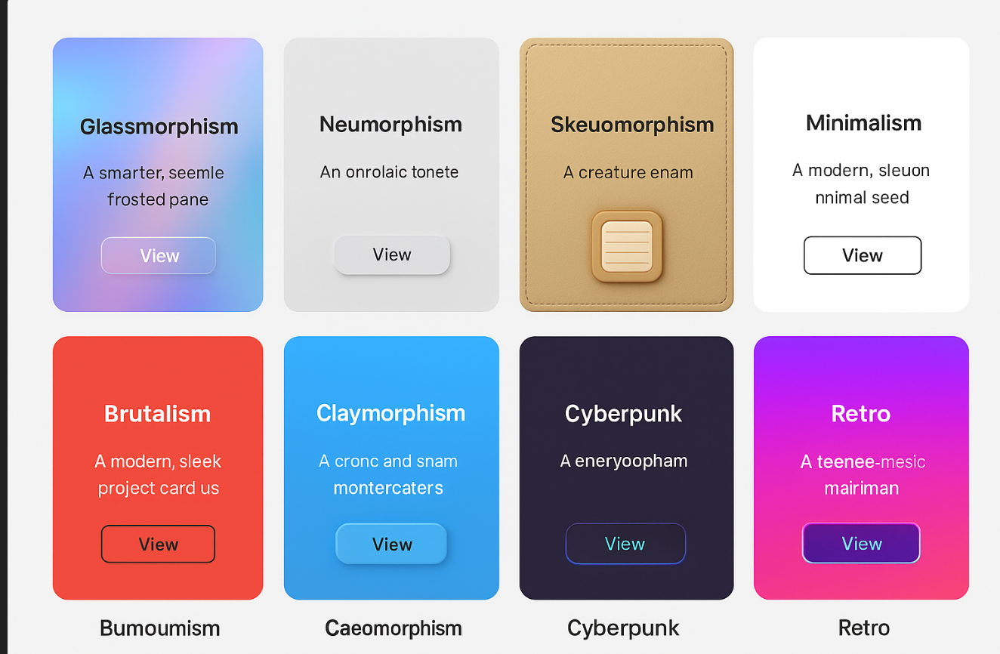 Glassmorphism
A smarter, seemle
frosted pane
View
Neumorphism
An onrolaic tonete
View
Skeuomorphism
A creature enam
Minimalism
A modern, sleuon
nnimal seed
View
Brutalism
A modern, sleek
project card us
View
Claymorphism
A cronc and snam
montercaters
View
Cyberpunk
A eneryoopham
View
Retro
A teenee-mesic
mairiman
View
Bumoumism
Caeomorphism
Cyberpunk
Retro